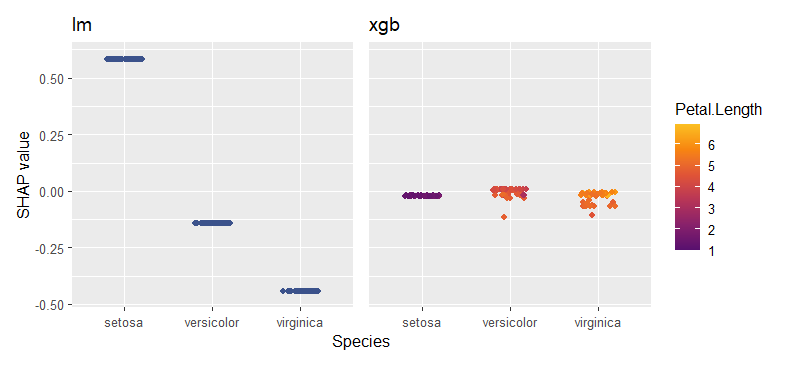 lm
xgb
SHAP value
0.50
0.25
0.00
-0.25
-0.50
setosa versicolor virginica
setosa versicolor virginica
Species
Petal.Length
6
5
4
3
2
1